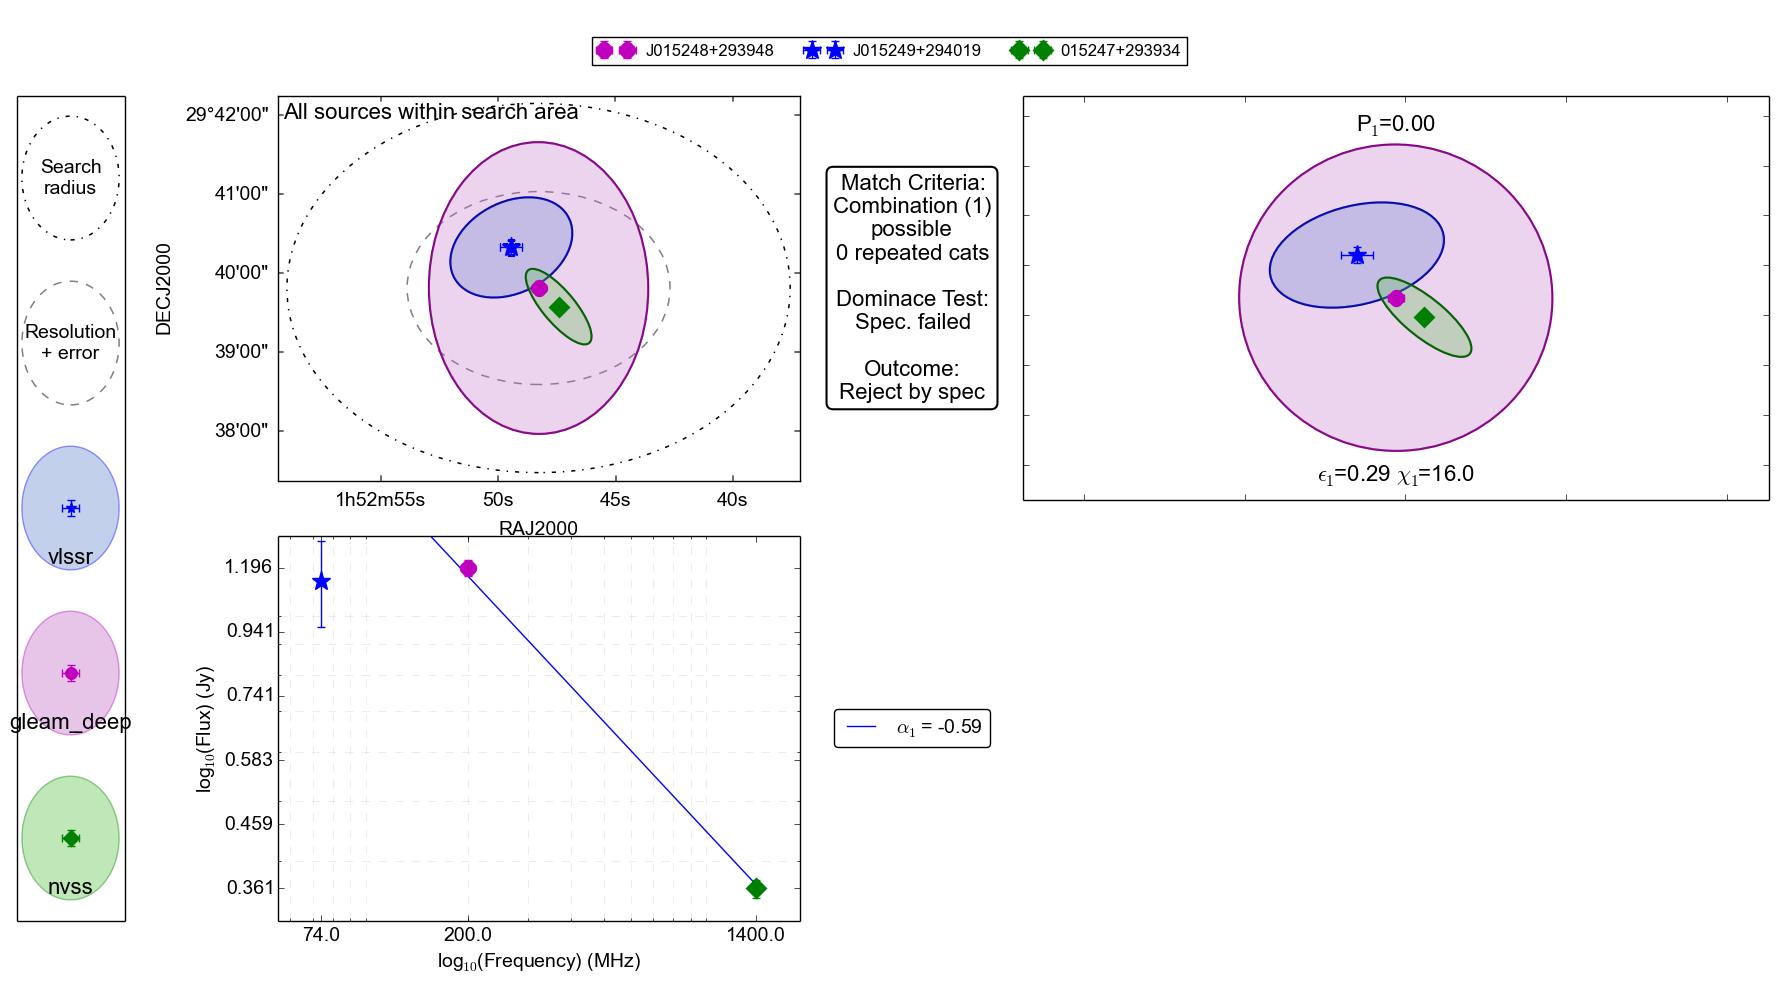 J015248+293948 J015249+294019 015247+293934
Search
radius
Resolution
+ error
vlssr
gleam_deep
nvss
All sources within search area
29°42'00"
41'00"
40'00"
39'00"
38'00"
DECJ2000
1h52m55s 50s 45s 40s
RAJ2000
Match Criteria:
Combination (1)
possible
0 repeated cats
Dominace Test:
Spec. failed
Outcome:
Reject by spec
P₁=0.00
ϵ₁=0.29 χ₁=16.0
1.196
0.941
0.741
0.583
0.459
0.361
log₁₀(Flux) (Jy)
74.0 200.0 1400.0
log₁₀(Frequency) (MHz)
α₁ = -0.59